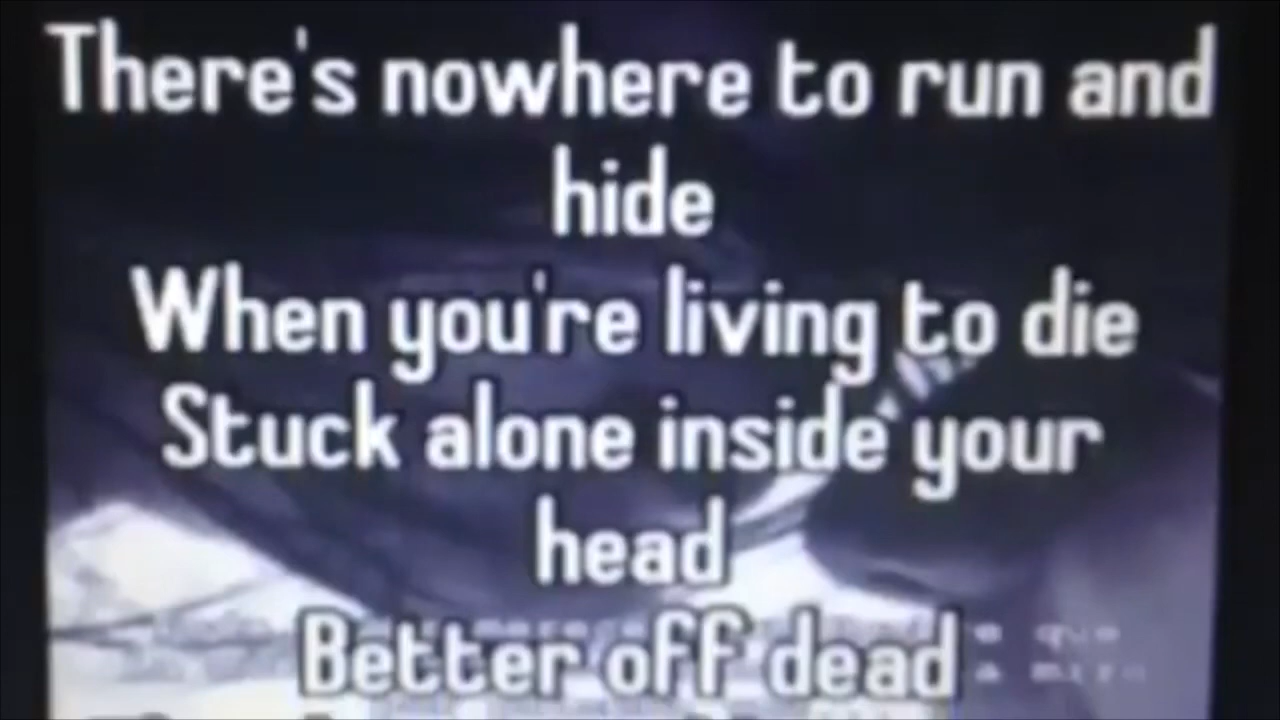 There's nowhere to run and
hide
When you're living to die
Stuck alone inside your
head
Better off dead